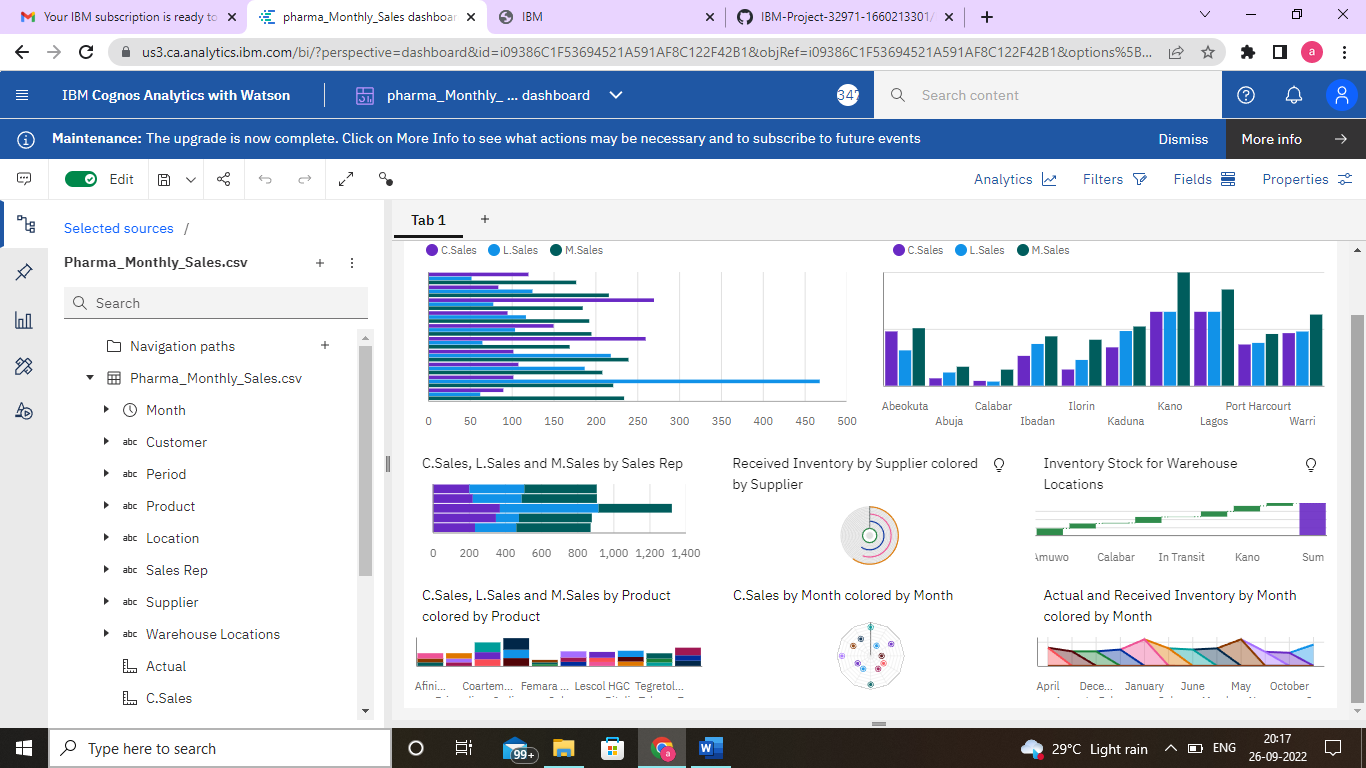 Your IBM subscription is ready to
pharma_Monthly_Sales dashboar
IBM
IBM-Project-32971-1660213301/
us3.ca.analytics.ibm.com/bi/?perspective=dashboard&id=i09386C1F53694521A591AF8C122F42B1&objRef=i09386C1F53694521A591AF8C122F42B1&options%5B...
a
IBM Cognos Analytics with Watson
pharma_Monthly_ ... dashboard
347
Search content
Maintenance: The upgrade is now complete. Click on More Info to see what actions may be necessary and to subscribe to future events
Dismiss
More info
Edit
Analytics
Filters
Fields
Properties
Selected sources /
Pharma_Monthly_Sales.csv
Search
Navigation paths
Pharma_Monthly_Sales.csv
Month
abc Customer
abc Period
abc Product
abc Location
abc Sales Rep
abc Supplier
abc Warehouse Locations
Actual
C.Sales
Tab 1
C.Sales L.Sales M.Sales
0 50 100 150 200 250 300 350 400 450 500
C.Sales L.Sales M.Sales
Abeokuta Calabar Ilorin Kano Port Harcourt
Abuja Ibadan Kaduna Lagos Warri
C.Sales, L.Sales and M.Sales by Sales Rep
0 200 400 600 800 1,000 1,200 1,400
Received Inventory by Supplier colored
by Supplier
Inventory Stock for Warehouse
Locations
Amuwo Calabar In Transit Kano Sum
C.Sales, L.Sales and M.Sales by Product
colored by Product
Afini... Coartem... Femara ... Lescol HGC Tegretol...
C.Sales by Month colored by Month
Actual and Received Inventory by Month
colored by Month
April Dece... January June May October
Type here to search
99+
a
29°C Light rain
ENG
20:17
26-09-2022